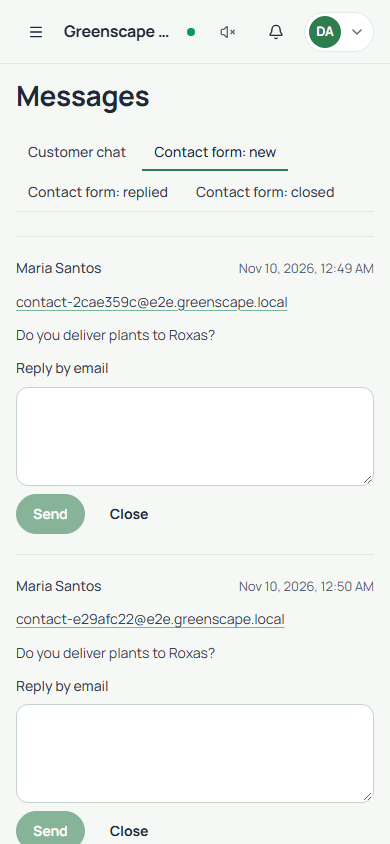 Greenscape ...
DA
Messages
Customer chat
Contact form: new
Contact form: replied
Contact form: closed
Maria Santos
Nov 10, 2026, 12:49 AM
contact-2cae359c@e2e.greenscape.local
Do you deliver plants to Roxas?
Reply by email
Send
Close
Maria Santos
Nov 10, 2026, 12:50 AM
contact-e29afc22@e2e.greenscape.local
Do you deliver plants to Roxas?
Reply by email
Send
Close